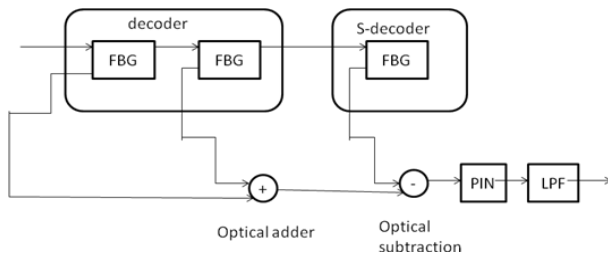 decoder
S-decoder
FBG
FBG
FBG
+
-
PIN
LPF
Optical adder
Optical
subtraction